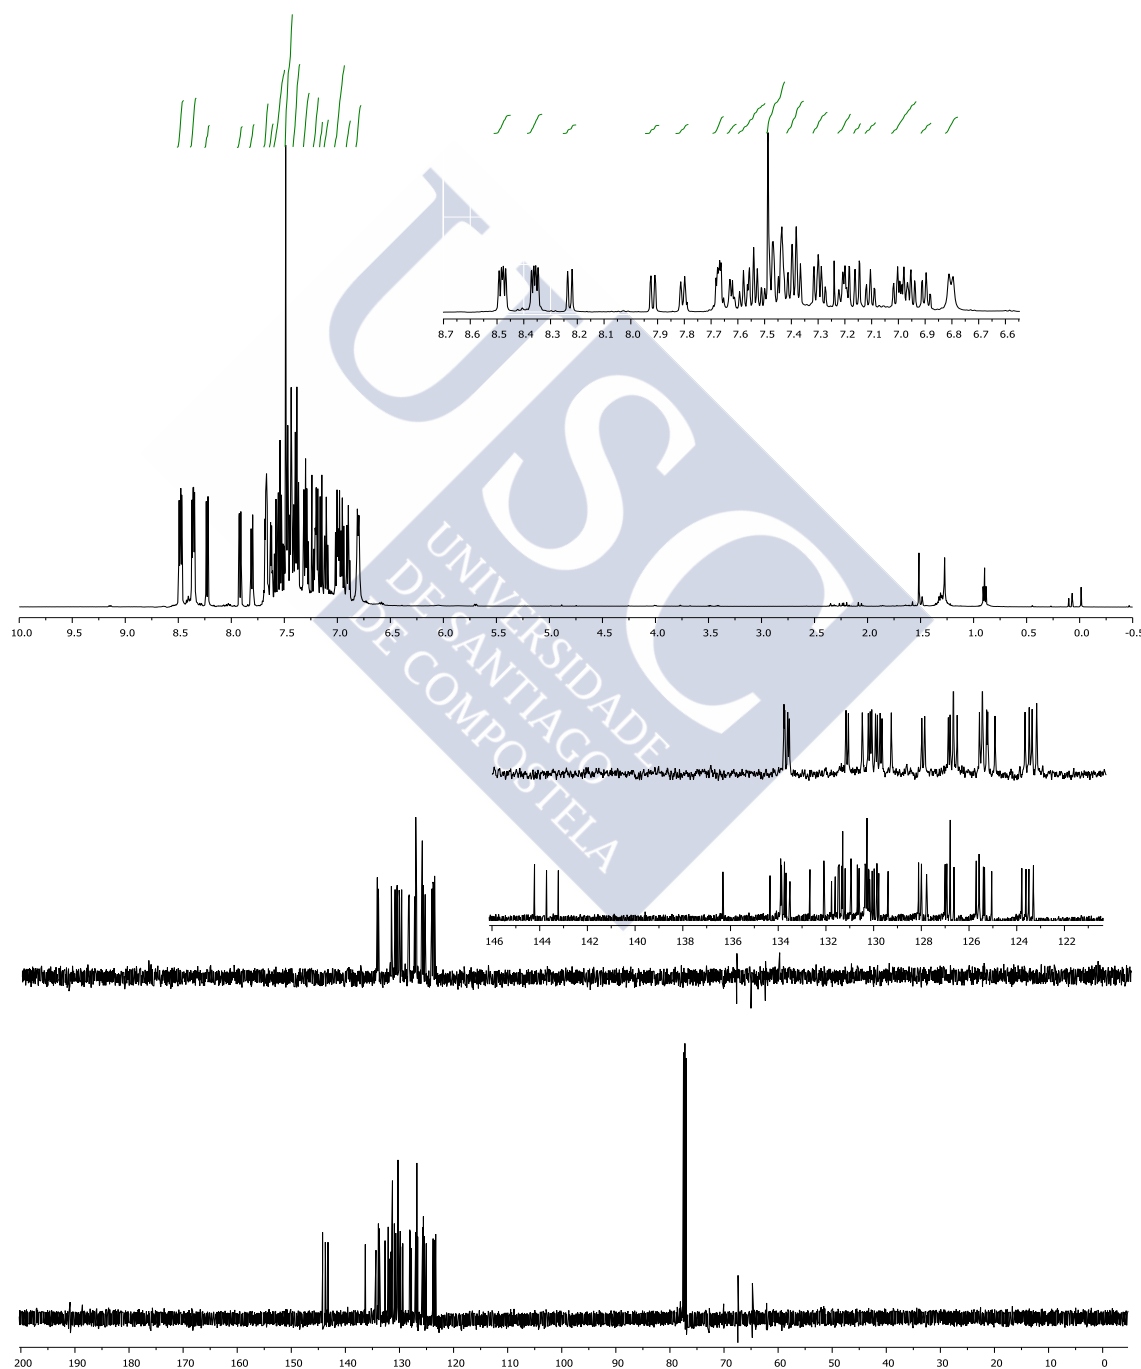 8.7 8.6 8.5 8.4 8.3 8.2 8.1 8.0 7.9 7.8 7.7 7.6 7.5 7.4 7.3 7.2 7.1 7.0 6.9 6.8 6.7 6.6
USC
UNIVERSIDADE
DE SANTIAGO
DE COMPOSTELA
10.0 9.5 9.0 8.5 8.0 7.5 7.0 6.5 6.0 5.5 5.0 4.5 4.0 3.5 3.0 2.5 2.0 1.5 1.0 0.5 0.0 -0.5
146 144 142 140 138 136 134 132 130 128 126 124 122
200 190 180 170 160 150 140 130 120 110 100 90 80 70 60 50 40 30 20 10 0